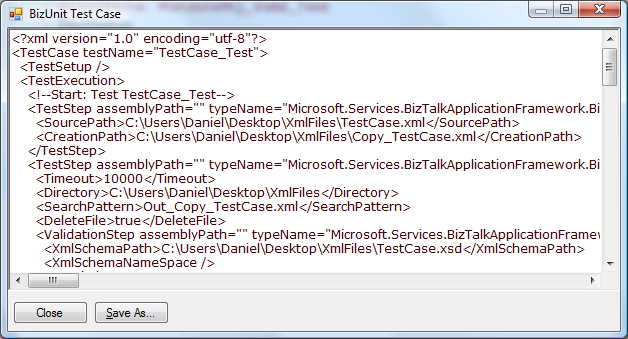 BizUnit Test Case
<?xml version="1.0" encoding="utf-8"?>
<TestCase testName="TestCase_Test">
<TestSetup />
<TestExecution>
<!--Start: Test TestCase_Test-->
<TestStep assemblyPath="" typeName="Microsoft.Services.BizTalkApplicationFramework.Bi
<SourcePath>C:\Users\Daniel\Desktop\XmlFiles\TestCase.xml</SourcePath>
<CreationPath>C:\Users\Daniel\Desktop\XmlFiles\Copy_TestCase.xml</CreationPath>
</TestStep>
<TestStep assemblyPath="" typeName="Microsoft.Services.BizTalkApplicationFramework.Bi
<Timeout>10000</Timeout>
<Directory>C:\Users\Daniel\Desktop\XmlFiles</Directory>
<SearchPattern>Out_Copy_TestCase.xml</SearchPattern>
<DeleteFile>true</DeleteFile>
<ValidationStep assemblyPath="" typeName="Microsoft.Services.BizTalkApplicationFramew
<XmlSchemaPath>C:\Users\Daniel\Desktop\XmlFiles\TestCase.xsd</XmlSchemaPath>
<XmlSchemaNameSpace />
Close
Save As...